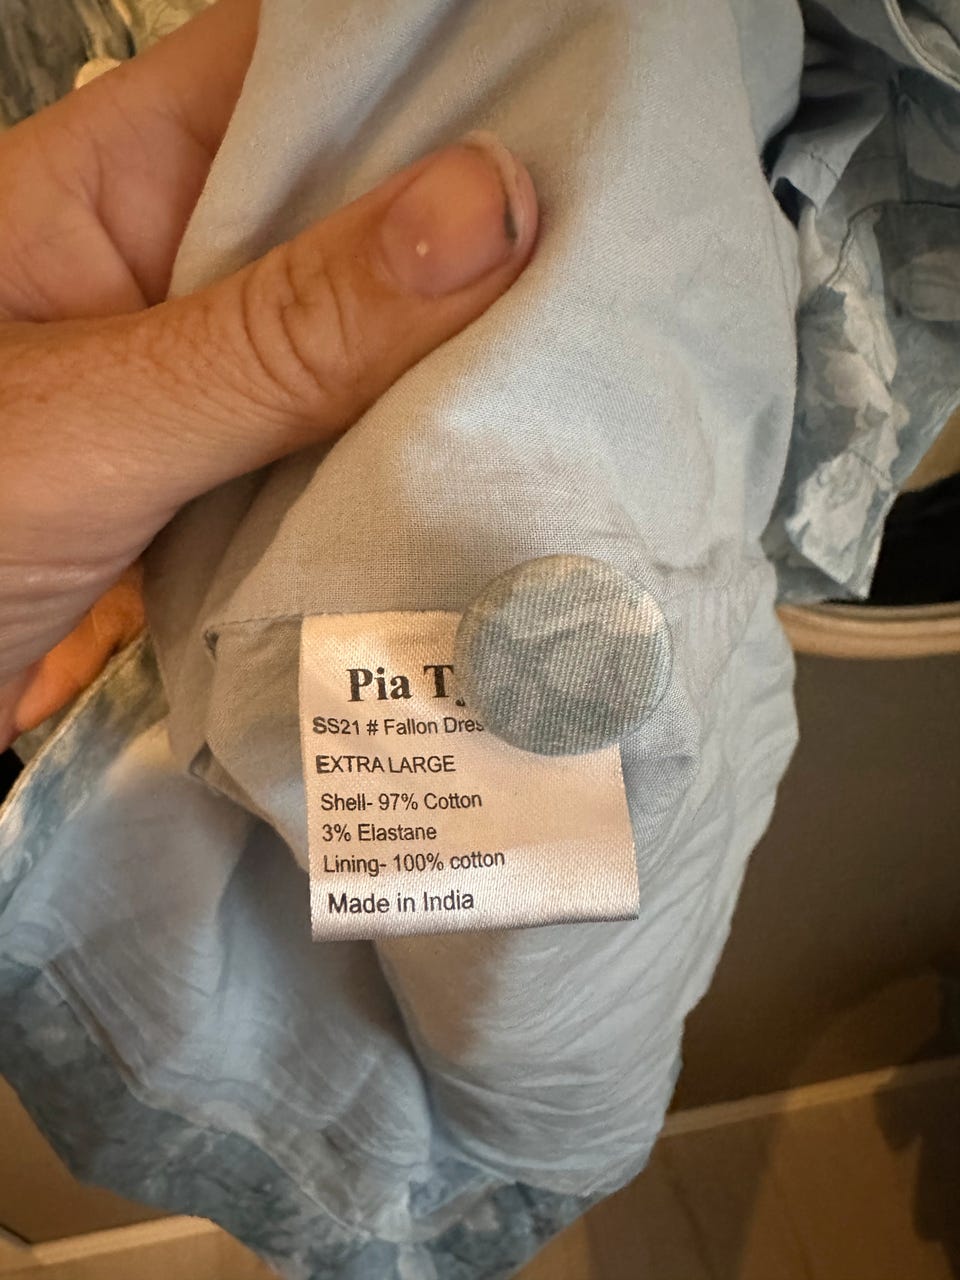 Pia
SS21 # Fallon
EXTRA LARGE
Shell- 97% Cotton
3% Elastane
Lining- 100% cotton
Made in India